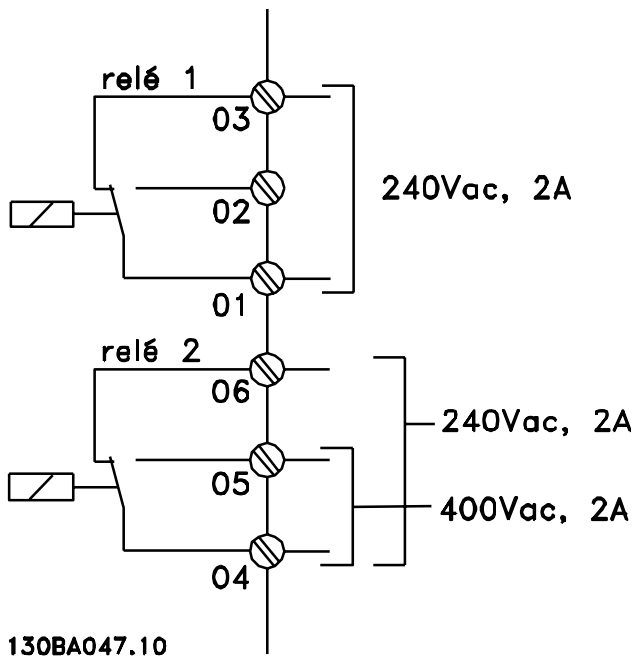 relé 1
03
02
240Vac, 2A
01
relé 2
06
240Vac, 2A
05
400Vac, 2A
04
130BA047.10